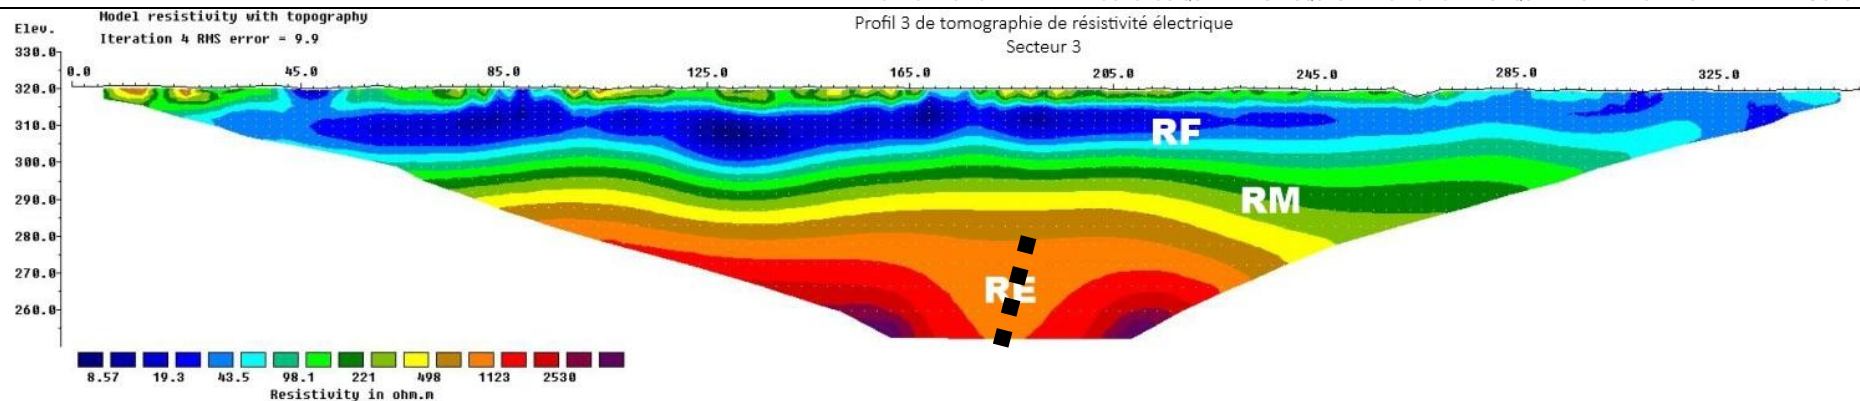 Model resistivity with topography
Profil 3 de tomographie de résistivité électrique
Elev.
Iteration 4 RMS error = 9.9
Secteur 3
330.0
0.0 45.0 85.0 125.0 165.0 205.0 245.0 285.0 325.0
320.0
310.0
RF
300.0
290.0
RM
280.0
270.0
RE
260.0
8.57 19.3 43.5 98.1 221 498 1123 2530
Resistivity in ohm.m